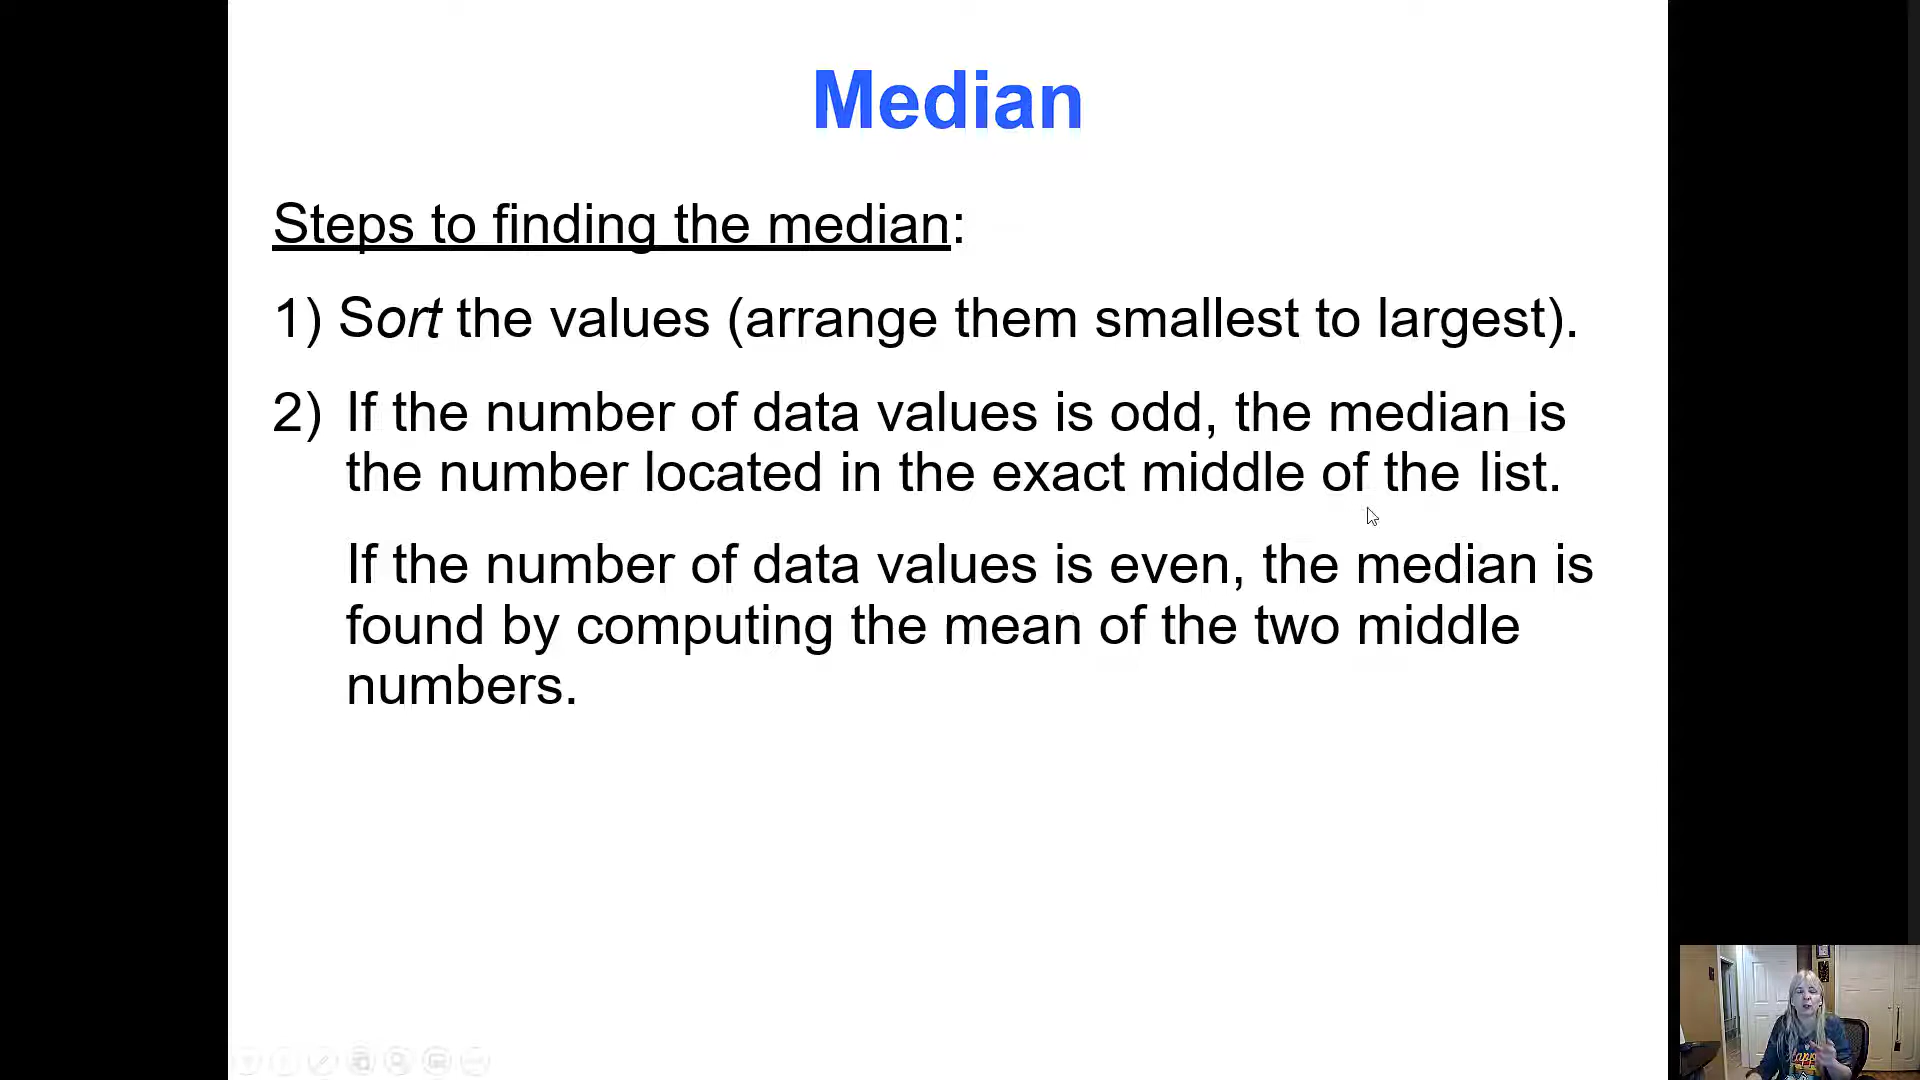 Median
Steps to finding the median:
1) Sort the values (arrange them smallest to largest).
2) If the number of data values is odd, the median is
the number located in the exact middle of the list.
If the number of data values is even, the median is
found by computing the mean of the two middle
numbers.